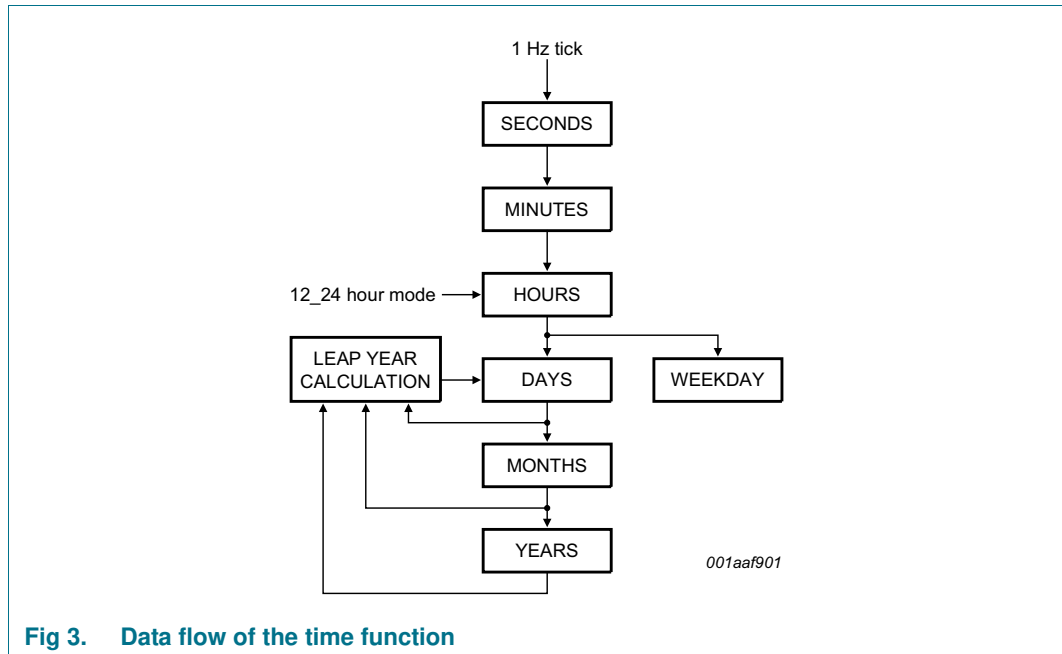 1 Hz tick
SECONDS
MINUTES
12_24 hour mode
HOURS
LEAP YEAR
CALCULATION
DAYS
WEEKDAY
MONTHS
YEARS
001aaf901
Fig 3. Data flow of the time function